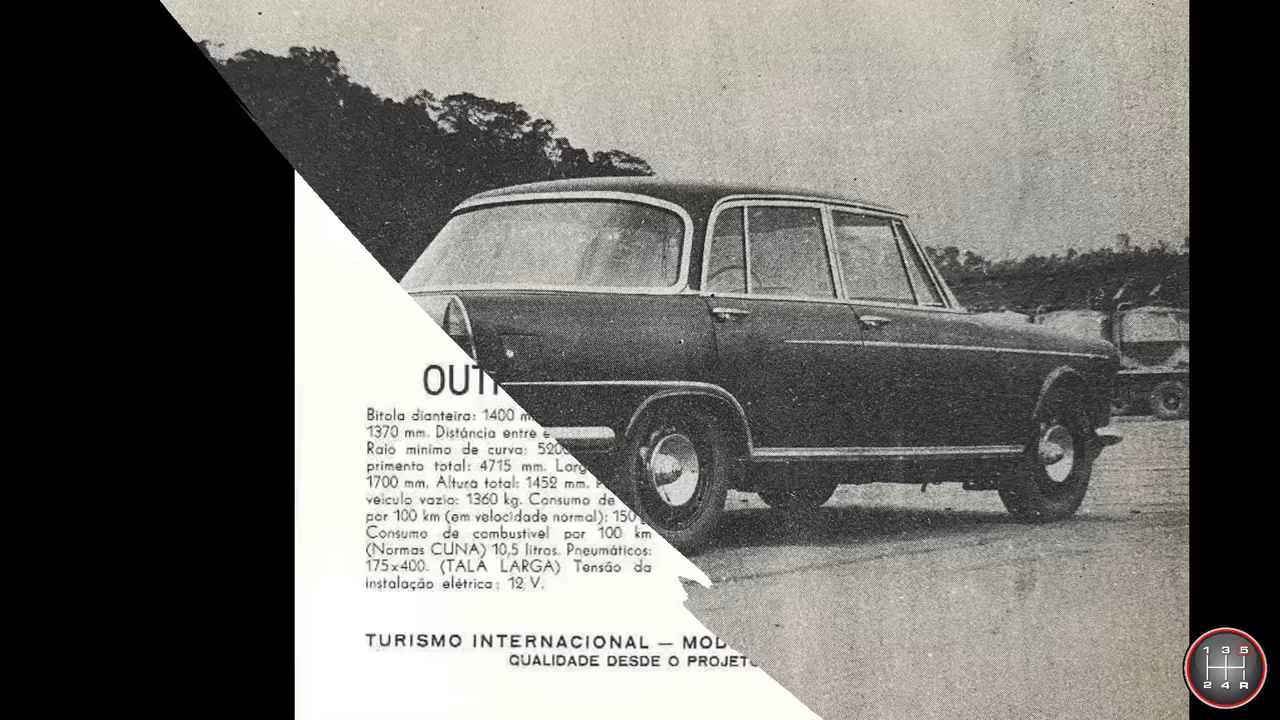 OUT
Bitola dianteira: 1400 m
1370 mm. Distância entre e
Raio mínimo de curva: 5200
primento total: 4715 mm. Larg
1700 mm. Altura total: 1452 mm.
veículo vazio: 1360 kg. Consumo de
por 100 km (em velocidade normal): 150
Consumo de combustível por 100 km
(Normas CUNA) 10,5 litros. Pneumáticos:
175x400. (TALA LARGA) Tensão da
instalação elétrica: 12 V.
TURISMO INTERNACIONAL — MOD
QUALIDADE DESDE O PROJETO
1 3 5
2 4 R